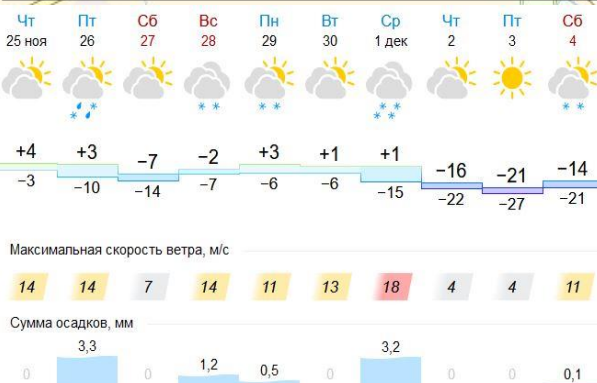 Чт Пт Сб Вс Пн Вт Ср Чт Пт Сб
25 ноя 26 27 28 29 30 1 дек 2 3 4
+4 +3 −7 −2 +3 +1 +1 −16 −21 −14
−3 −10 −14 −7 −6 −6 −15 −22 −27 −21
Максимальная скорость ветра, м/с
14 14 7 14 11 13 18 4 4 11
Сумма осадков, мм
0 3,3 0 1,2 0,5 0 3,2 0 0 0,1